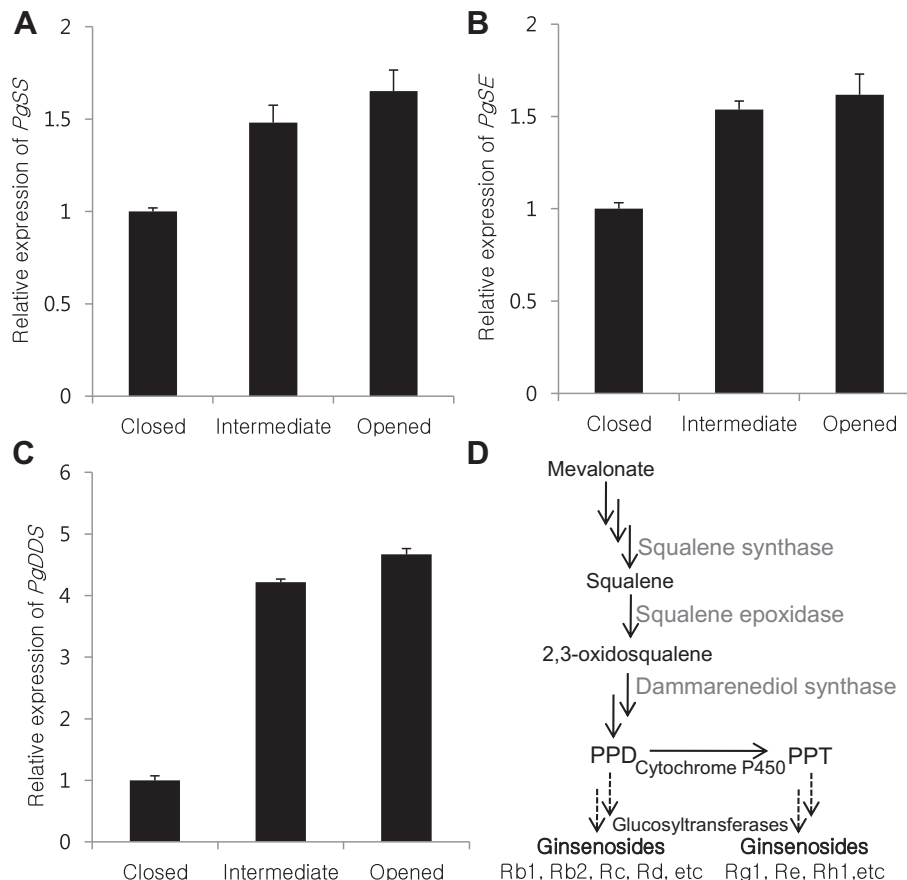 A
Relative expression of PgSS
2
1.5
1
0.5
0
Closed Intermediate Opened
B
Relative expression of PgSE
2
1.5
1
0.5
0
Closed Intermediate Opened
C
Relative expression of PgDDS
6
5
4
3
2
1
0
Closed Intermediate Opened
D
Mevalonate
Squalene synthase
Squalene
Squalene epoxidase
2,3-oxidosqualene
Dammarenediol synthase
PPD PPT
Cytochrome P450
Glucosyltransferases
Ginsenosides Ginsenosides
Rb1, Rb2, Rc, Rd, etc Rg1, Re, Rh1,etc